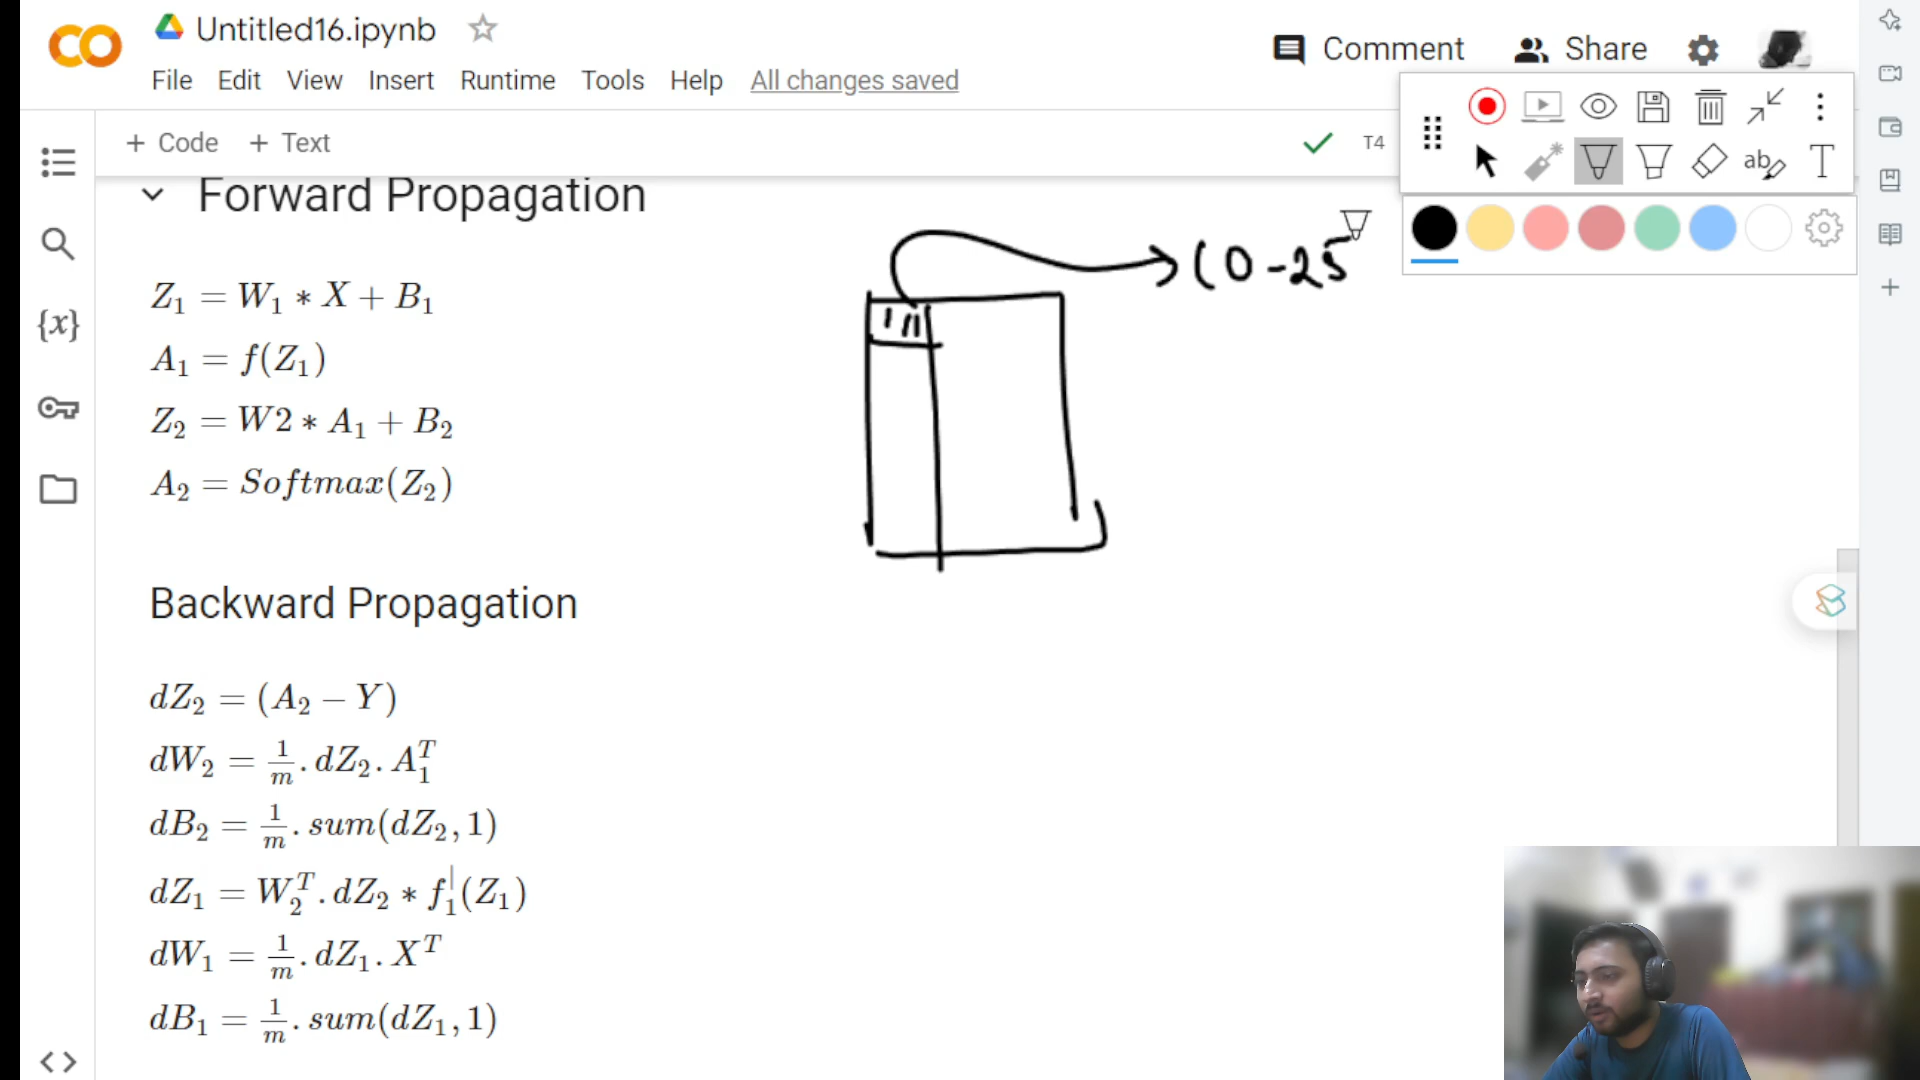 Untitled16.ipynb
File Edit View Insert Runtime Tools Help All changes saved
Comment Share
+ Code + Text
T4
ab T
{x}
Forward Propagation
Z₁ = W₁ * X + B₁
A₁ = f(Z₁)
Z₂ = W2 * A₁ + B₂
A₂ = Softmax(Z₂)
(0-25
Backward Propagation
dZ₂ = (A₂ − Y)
dW₂ = 1/m . dZ₂. A₁ᵀ
dB₂ = 1/m . sum(dZ₂, 1)
dZ₁ = W₂ᵀ. dZ₂ * f₁|(Z₁)
dW₁ = 1/m . dZ₁. Xᵀ
dB₁ = 1/m . sum(dZ₁, 1)